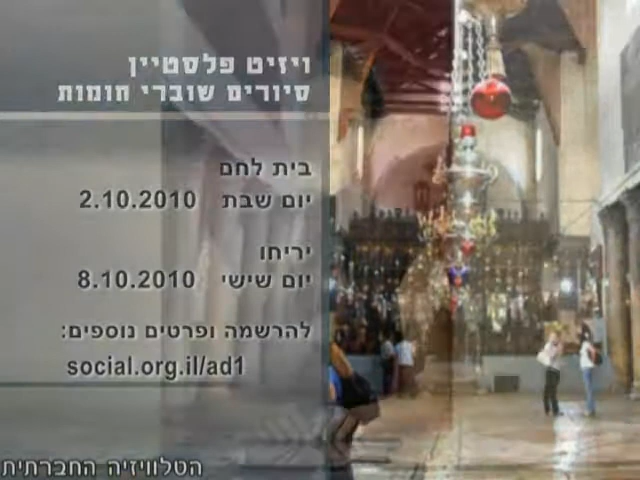 ויזיט פלסטיין
סיורים שוברי חומות
בית לחם
יום שבת 2.10.2010
יריחו
יום שישי 8.10.2010
להרשמה ופרטים נוספים:
social.org.il/ad1
הטלוויזיה החברתית